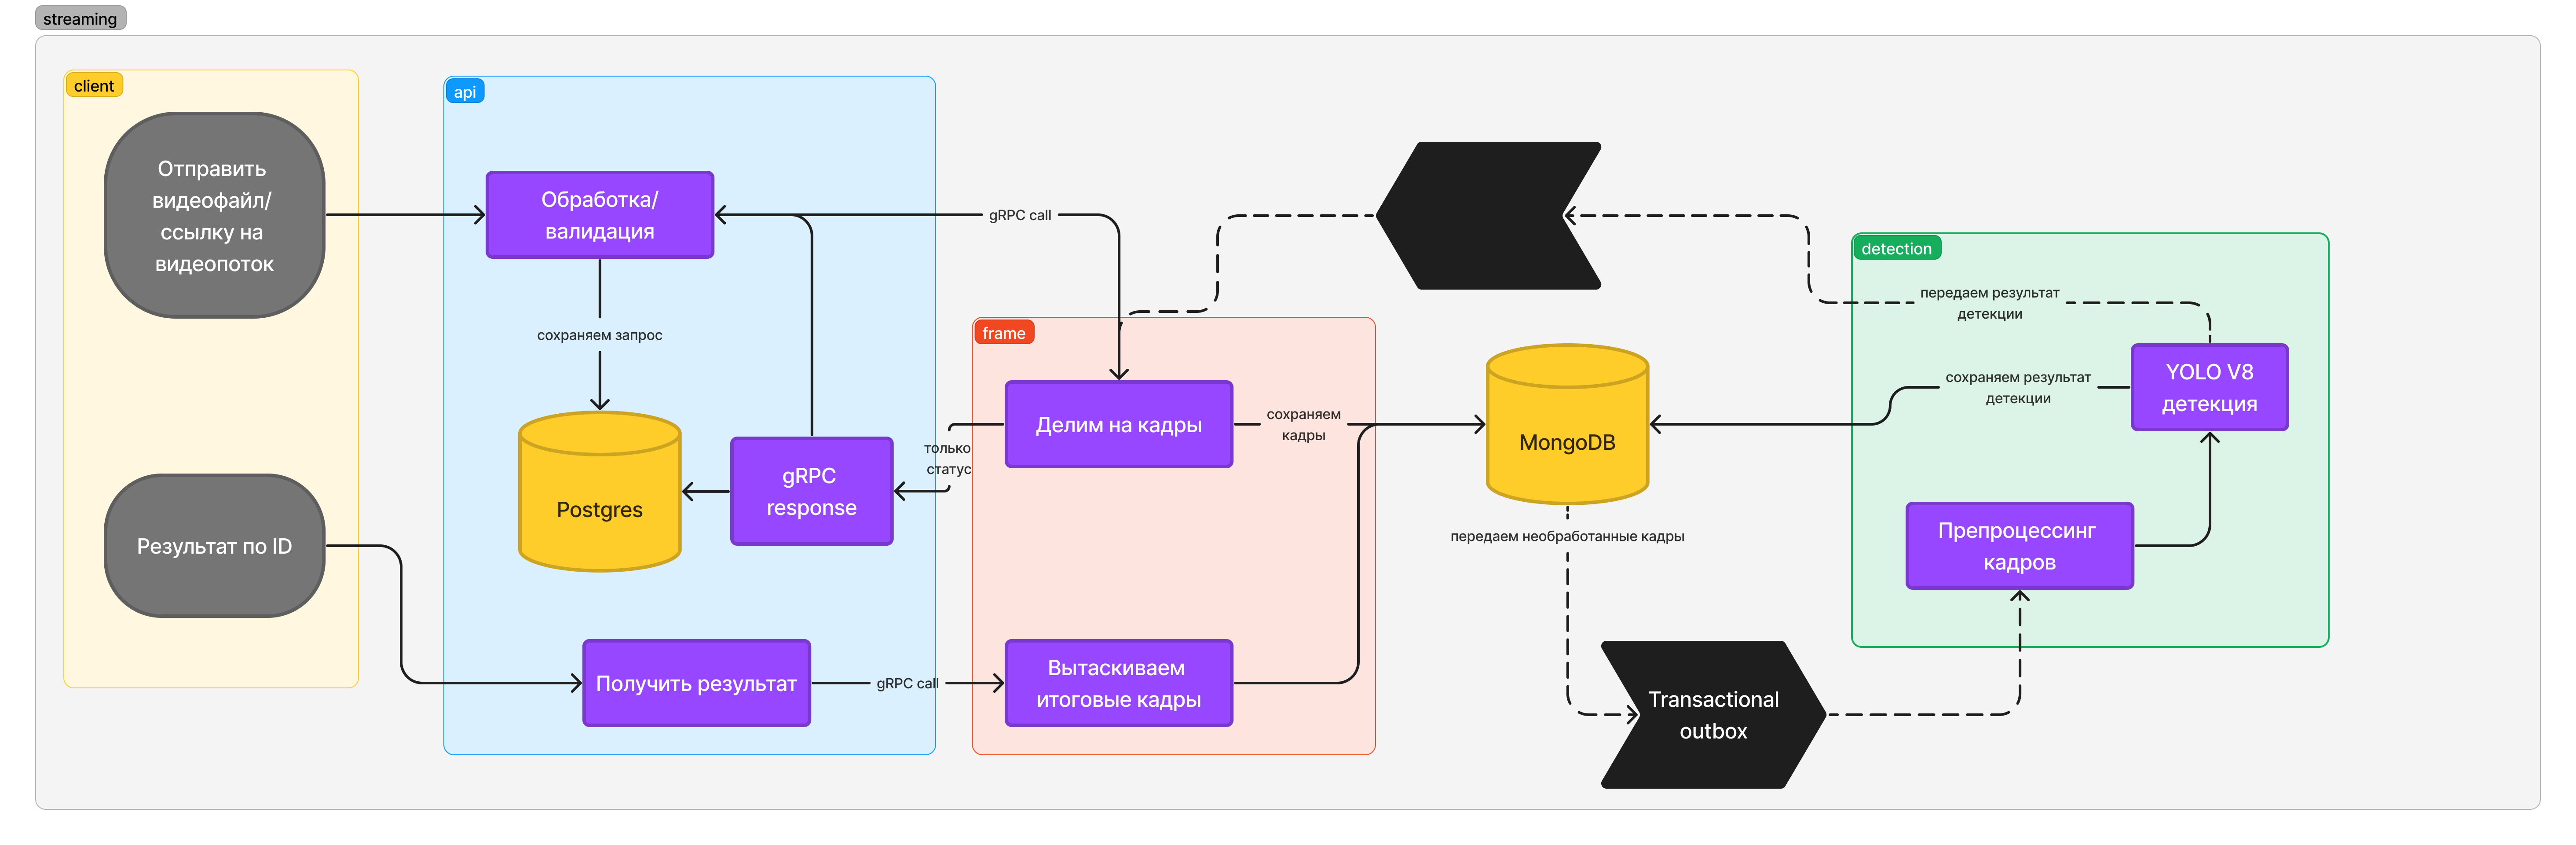 streaming
client
Отправить
видеофайл/
ссылку на
видеопоток
Результат по ID
api
Обработка/
валидация
сохраняем запрос
Postgres
gRPC
response
Получить результат
gRPC call
gRPC call
только
статус
frame
Делим на кадры
сохраняем
кадры
Вытаскиваем
итоговые кадры
MongoDB
передаем необработанные кадры
Transactional
outbox
detection
передаем результат
детекции
сохраняем результат
детекции
YOLO V8
детекция
Препроцессинг
кадров